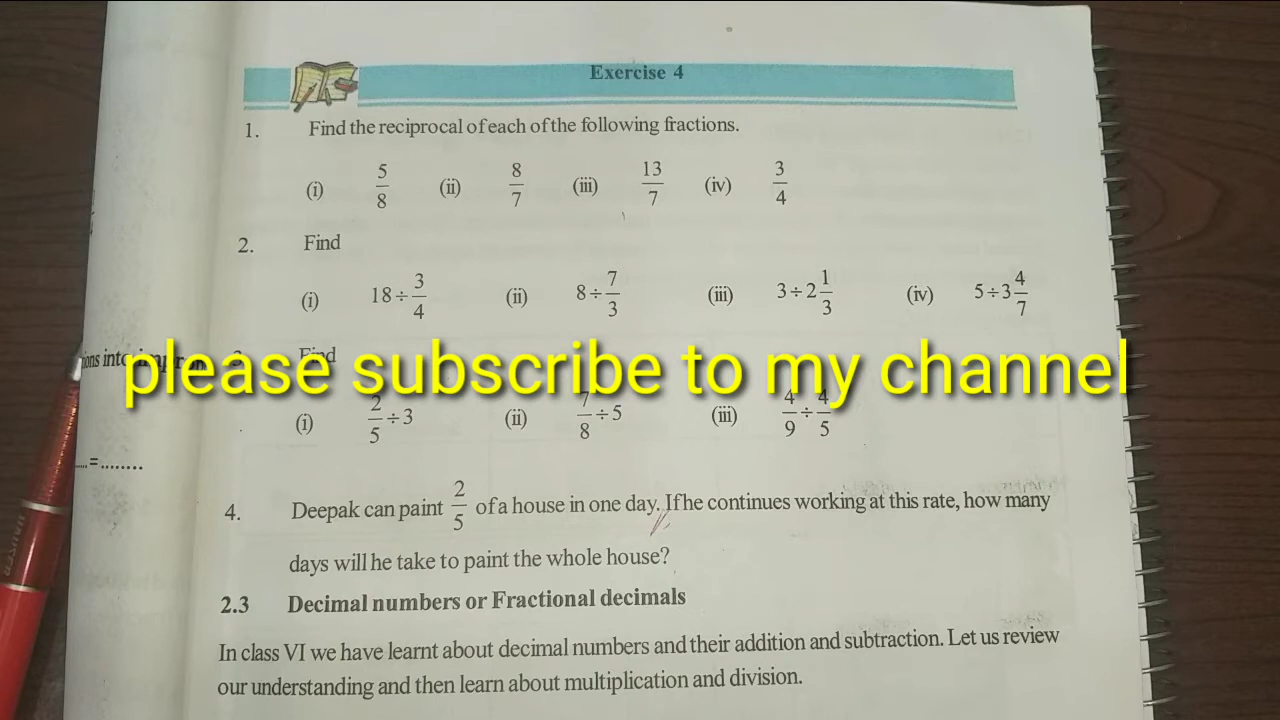 Exercise 4
1. Find the reciprocal of each of the following fractions.
(i) 5/8 (ii) 8/7 (iii) 13/7 (iv) 3/4
2. Find
(i) 18÷3/4 (ii) 8÷7/3 (iii) 3÷2 1/3 (iv) 5÷3 4/7
Find
please subscribe to my channel
(i) 2/5÷3 (ii) 7/8÷5 (iii) 4/9÷4/5
=........
4. Deepak can paint 2/5 of a house in one day. If he continues working at this rate, how many
days will he take to paint the whole house?
2.3 Decimal numbers or Fractional decimals
In class VI we have learnt about decimal numbers and their addition and subtraction. Let us review
our understanding and then learn about multiplication and division.